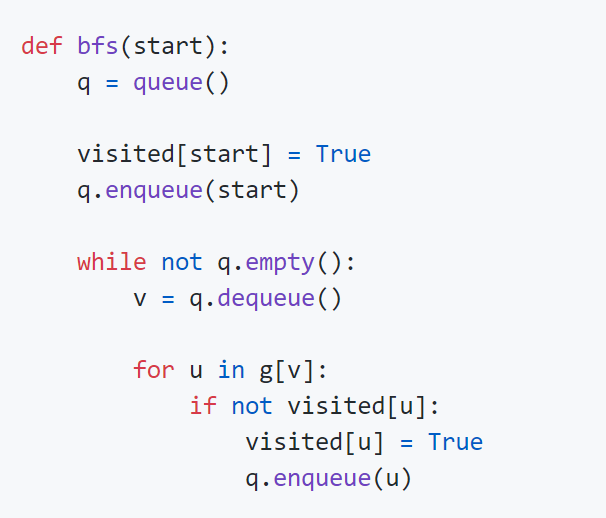 def bfs(start):
    q = queue()

    visited[start] = True
    q.enqueue(start)

    while not q.empty():
        v = q.dequeue()

        for u in g[v]:
            if not visited[u]:
                visited[u] = True
                q.enqueue(u)